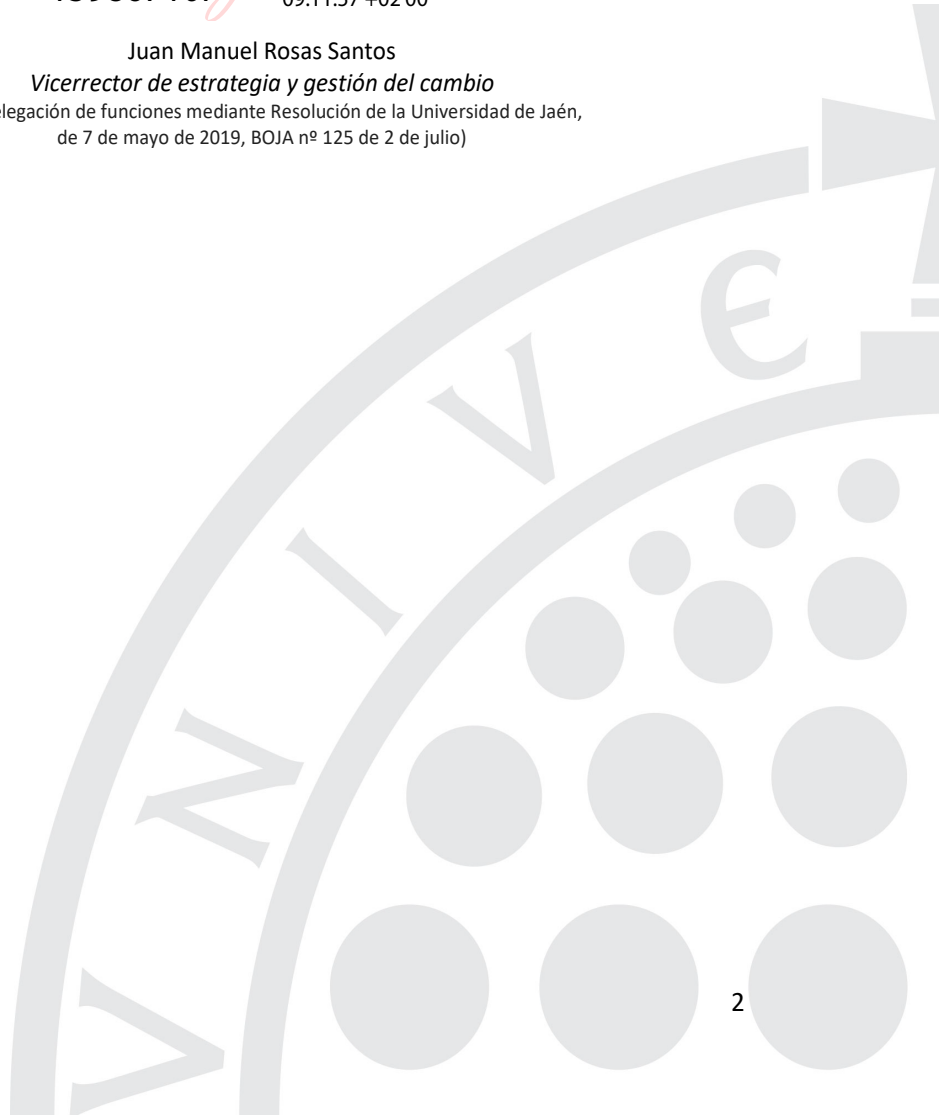 09:11:57 +02'00'
Juan Manuel Rosas Santos
Vicerrector de estrategia y gestión del cambio
delegación de funciones mediante Resolución de la Universidad de Jaén,
de 7 de mayo de 2019, BOJA nº 125 de 2 de julio)
V N I V E
2